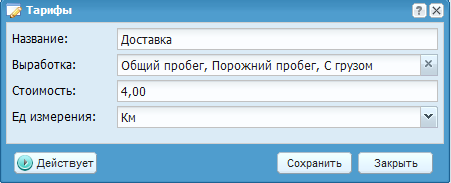 Тарифы
Название: Доставка
Выработка: Общий пробег, Порожний пробег, С грузом
Стоимость: 4,00
Ед измерения: Км
Действует Сохранить Закрыть